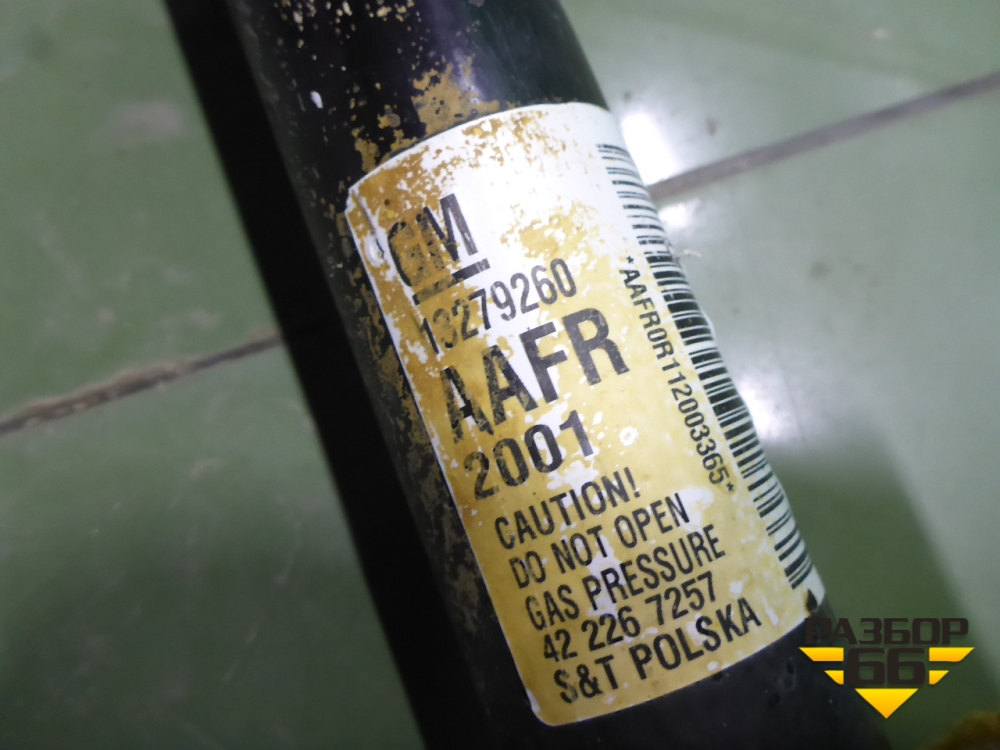 GM
13279260
AAFR
2001
CAUTION!
DO NOT OPEN
GAS PRESSURE
42 226 7257
S&T POLSKA
*AAFR0R112003365*
РАЗБОР
66